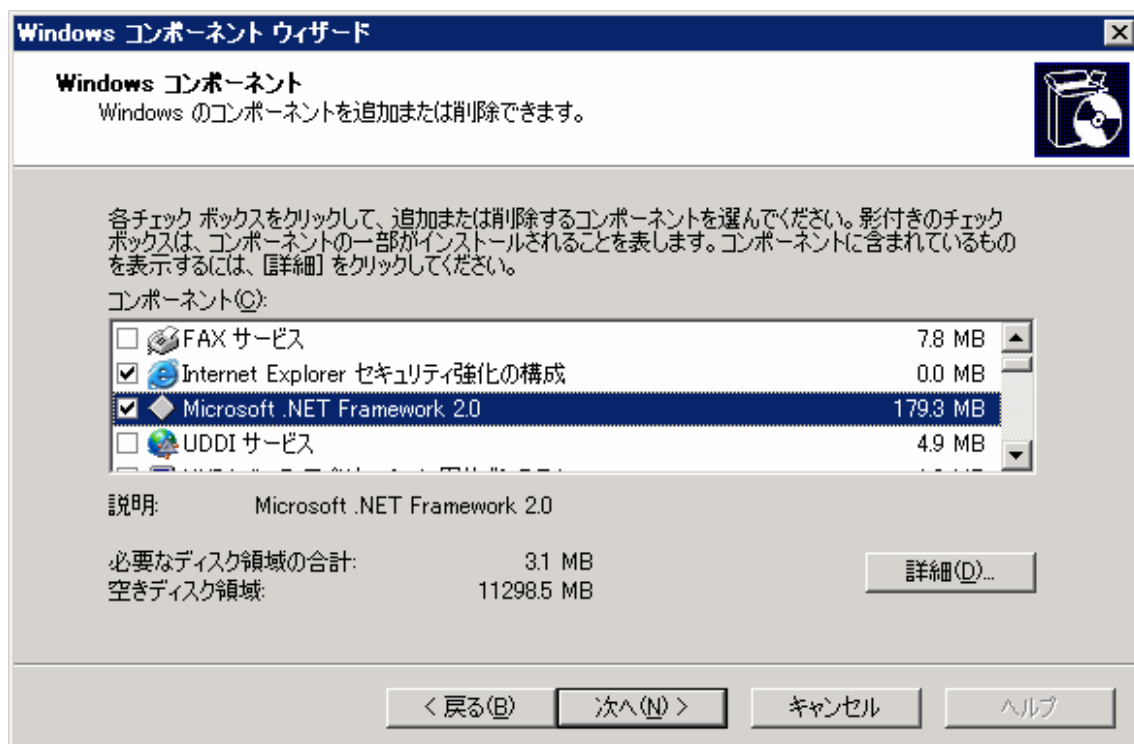 Windows コンポーネント ウィザード
Windows コンポーネント
Windows のコンポーネントを追加または削除できます。
各チェック ボックスをクリックして、追加または削除するコンポーネントを選んでください。影付きのチェック
ボックスは、コンポーネントの一部がインストールされることを表します。コンポーネントに含まれているもの
を表示するには、[詳細] をクリックしてください。
コンポーネント(C):
FAX サービス 7.8 MB
Internet Explorer セキュリティ強化の構成 0.0 MB
Microsoft .NET Framework 2.0 179.3 MB
UDDI サービス 4.9 MB
説明: Microsoft .NET Framework 2.0
必要なディスク領域の合計: 3.1 MB
空きディスク領域: 11298.5 MB
詳細(D)...
< 戻る(B) 次へ(N) > キャンセル ヘルプ